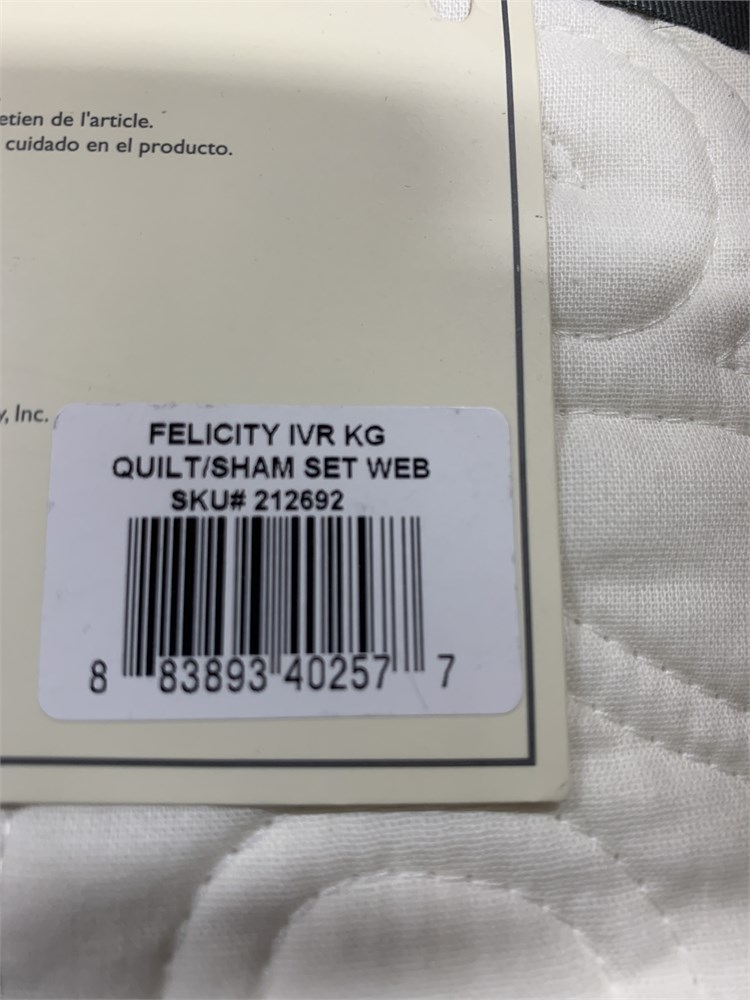 etien de l'article.
cuidado en el producto.
y, Inc.
FELICITY IVR KG
QUILT/SHAM SET WEB
SKU# 212692
8 83893 40257 7